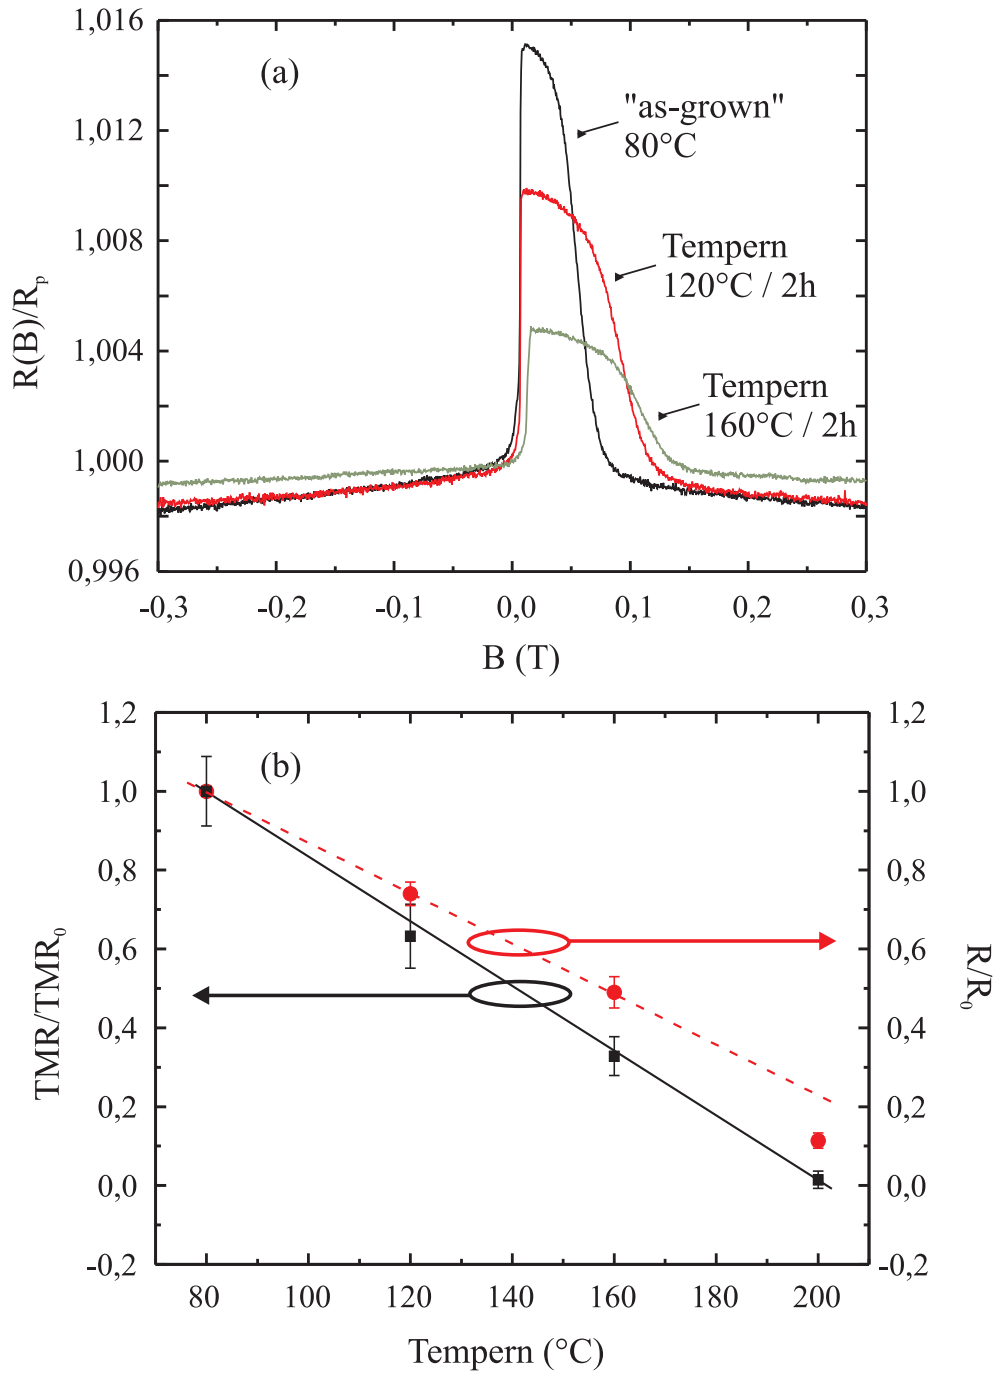 1,016
1,012
1,008
1,004
1,000
0,996
R(B)/Rₚ
(a)
"as-grown"
80°C
Tempern
120°C / 2h
Tempern
160°C / 2h
-0,3 -0,2 -0,1 0,0 0,1 0,2 0,3
B (T)
1,2
1,0
0,8
0,6
0,4
0,2
0,0
-0,2
TMR/TMR₀
(b)
1,2
1,0
0,8
0,6
0,4
0,2
0,0
-0,2
R/R₀
80 100 120 140 160 180 200
Tempern (°C)